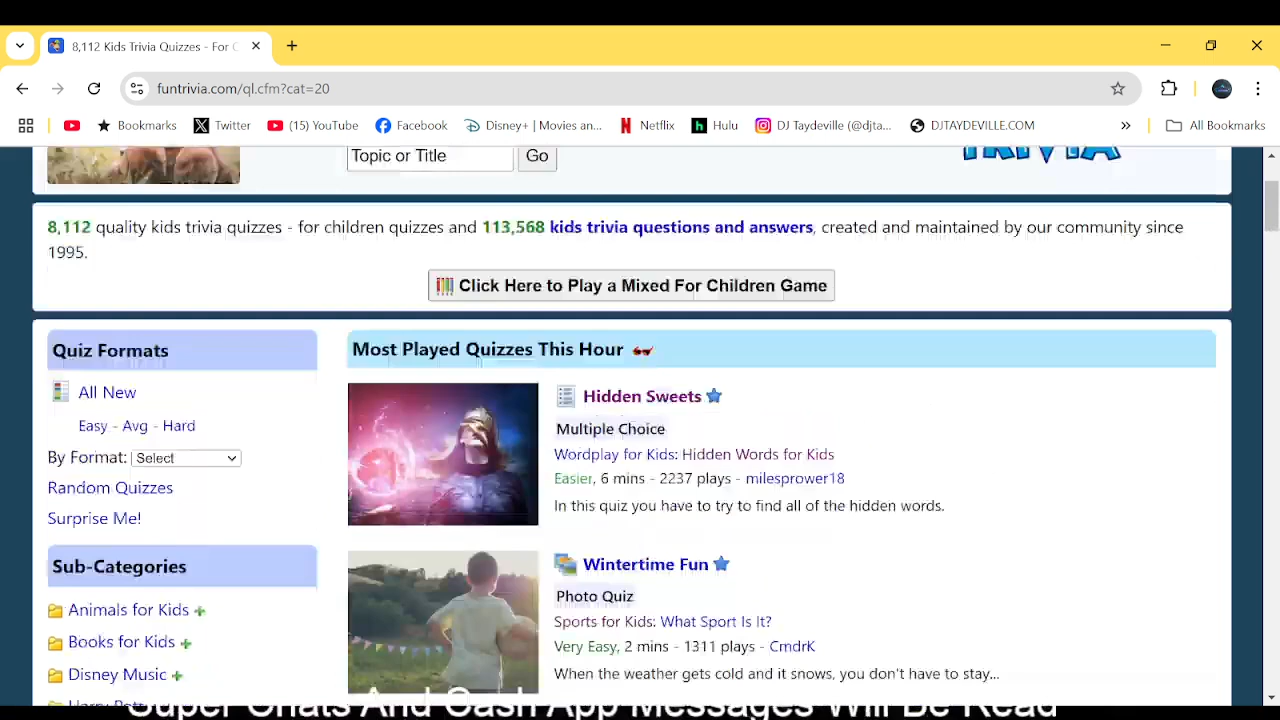 8,112 Kids Trivia Quizzes - For C
funtrivia.com/ql.cfm?cat=20
Bookmarks
Twitter
(15) YouTube
Facebook
Disney+ | Movies an...
Netflix
Hulu
DJ Taydeville (@djta...
DJTAYDEVILLE.COM
»
All Bookmarks
Topic or Title
Go
TRIVIA
8,112 quality kids trivia quizzes - for children quizzes and 113,568 kids trivia questions and answers, created and maintained by our community since
1995.
Click Here to Play a Mixed For Children Game
Quiz Formats
All New
Easy - Avg - Hard
By Format: Select
Random Quizzes
Surprise Me!
Sub-Categories
Animals for Kids
Books for Kids
Disney Music
Harry Potter
Most Played Quizzes This Hour
Hidden Sweets
Multiple Choice
Wordplay for Kids: Hidden Words for Kids
Easier, 6 mins - 2237 plays - milesprower18
In this quiz you have to try to find all of the hidden words.
Wintertime Fun
Photo Quiz
Sports for Kids: What Sport Is It?
Very Easy, 2 mins - 1311 plays - CmdrK
When the weather gets cold and it snows, you don't have to stay...
Super Chats And Cash App Messages Will Be Read